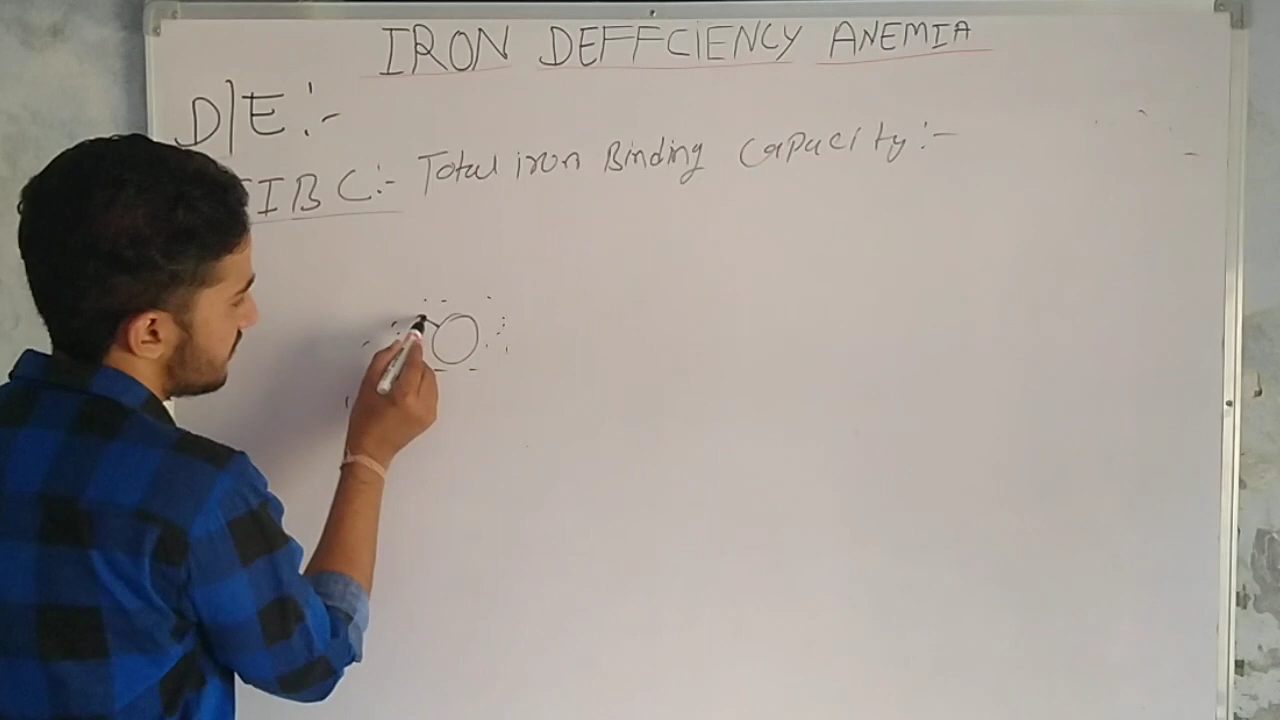 IRON DEFFCIENCY ANEMIA
D/E:-
TIBC:- Total iron Binding Capacity:-